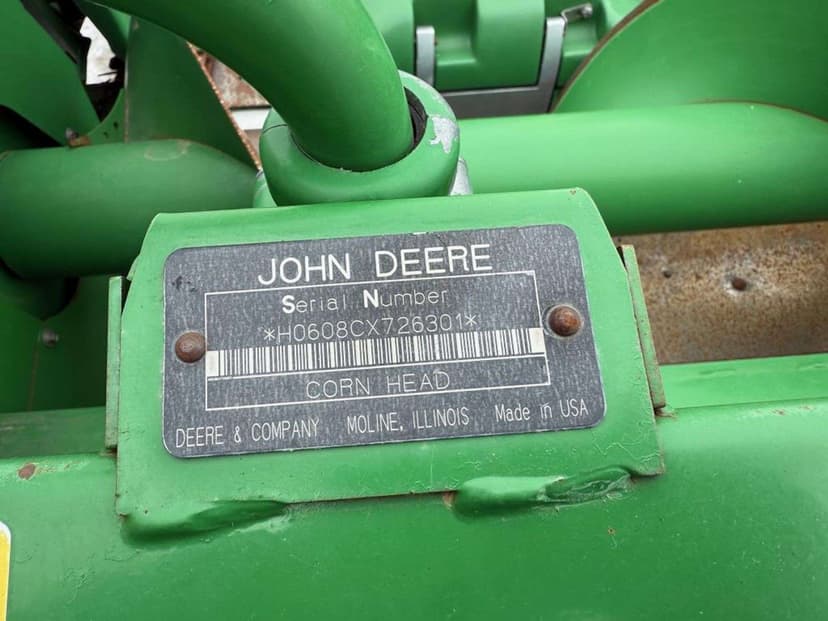 JOHN DEERE
Serial Number
*H0608CX726301*
CORN HEAD
DEERE & COMPANY MOLINE, ILLINOIS Made in USA